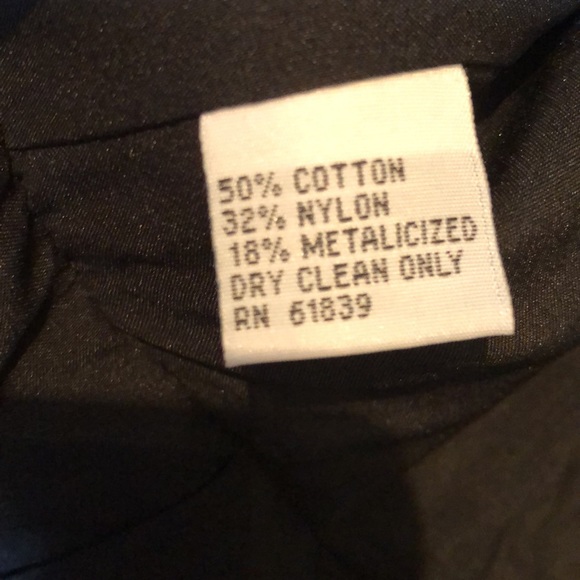 50% COTTON
32% NYLON
18% METALICIZED
DRY CLEAN ONLY
RN 61839